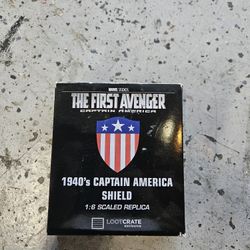 MARVEL STUDIOS
THE FIRST AVENGER
CAPTAIN AMERICA
1940's CAPTAIN AMERICA
SHIELD
1:6 SCALED REPLICA
LOOTCRATE
EXCLUSIVE